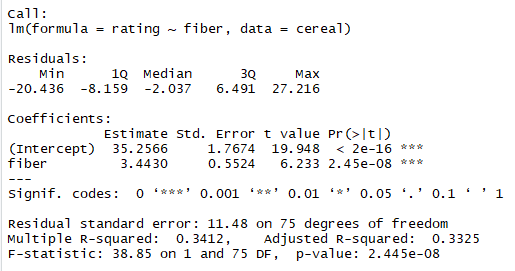 Call:
lm(formula = rating ~ fiber, data = cereal)
Residuals:
    Min      1Q  Median      3Q     Max
-20.436  -8.159  -2.037   6.491  27.216
Coefficients:
            Estimate Std. Error t value Pr(>|t|)
(Intercept)  35.2566     1.7674  19.948  < 2e-16 ***
fiber         3.4430     0.5524   6.233 2.45e-08 ***
---
Signif. codes:  0 ‘***’ 0.001 ‘**’ 0.01 ‘*’ 0.05 ‘.’ 0.1 ‘ ’ 1
Residual standard error: 11.48 on 75 degrees of freedom
Multiple R-squared:  0.3412,    Adjusted R-squared:  0.3325
F-statistic: 38.85 on 1 and 75 DF,  p-value: 2.445e-08